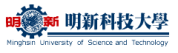 明新 明新科技大學
Minghsin University of Science and Technology